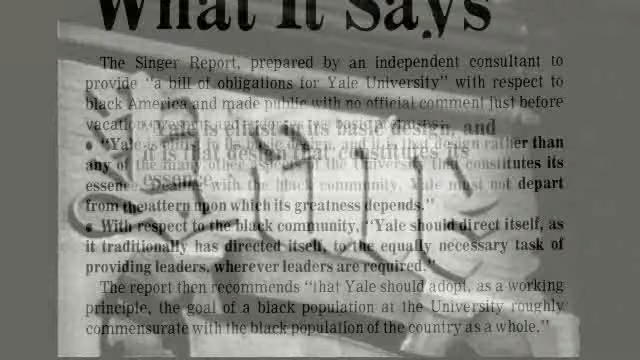 What It Says
The Singer Report, prepared by an independent consultant to
provide "a bill of obligations for Yale University" with respect to
black America and made public with no official comment just before
vacation, presents
its basic design, and
• "Yale is rather than
any of the many other of the University that constitutes its
it is that design that constitutes its
essence. Dealing with the black community, Yale must not depart
essence
from the pattern upon which its greatness depends."
• With respect to the black community, "Yale should direct itself, as
it traditionally has directed itself, to the equally necessary task of
providing leaders, wherever leaders are required."
The report then recommends "that Yale should adopt, as a working
principle, the goal of a black population at the University roughly
commensurate with the black population of the country as a whole."